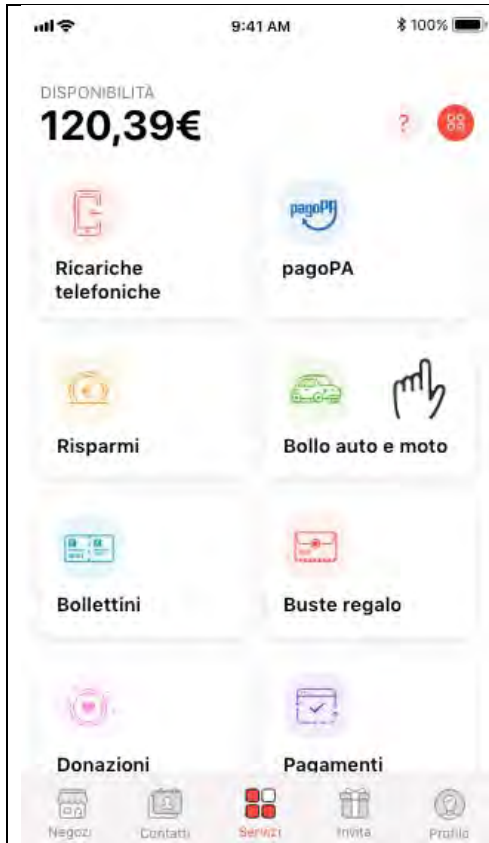 9:41 AM
100%
DISPONIBILITÀ
120,39€
?
pagoPA
Ricariche
telefoniche
pagoPA
Risparmi
Bollo auto e moto
Bollettini
Buste regalo
Donazioni
Pagamenti
Negozi
Contatti
Servizi
Invita
Profilo